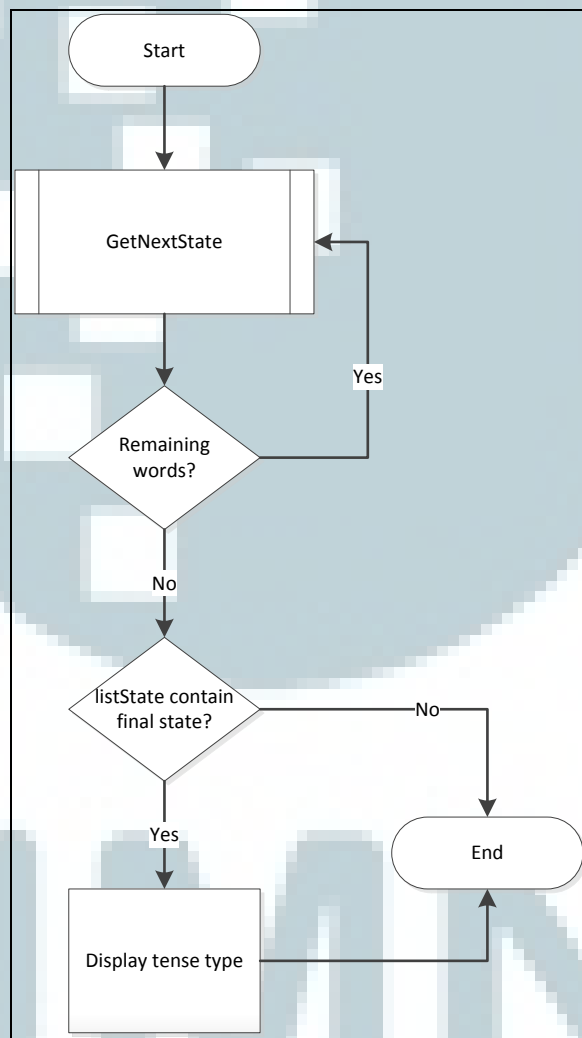 Start
GetNextState
Yes
Remaining
words?
No
listState contain
final state?
No
Yes
End
Display tense type